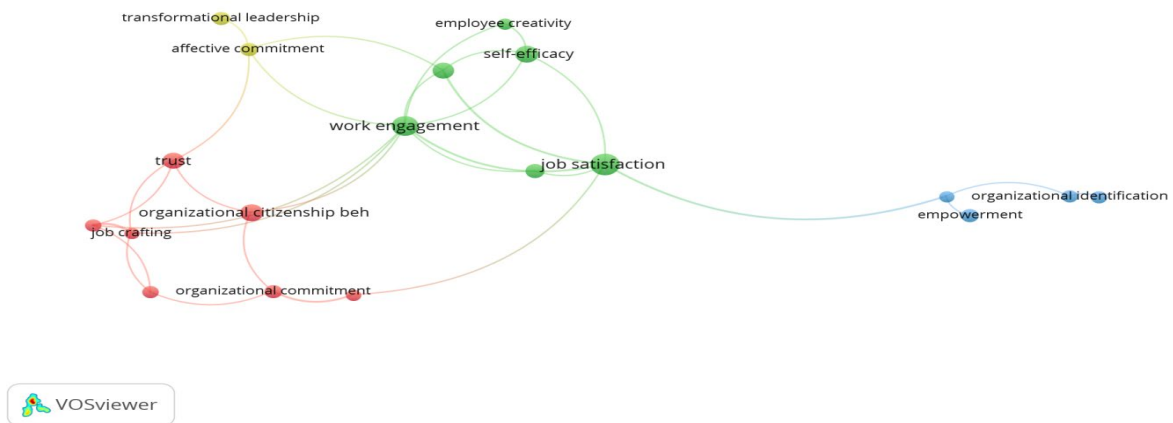 transformational leadership
employee creativity
affective commitment
self-efficacy
work engagement
trust
job satisfaction
organizational identification
organizational citizenship beh
empowerment
job crafting
organizational commitment
VOSviewer